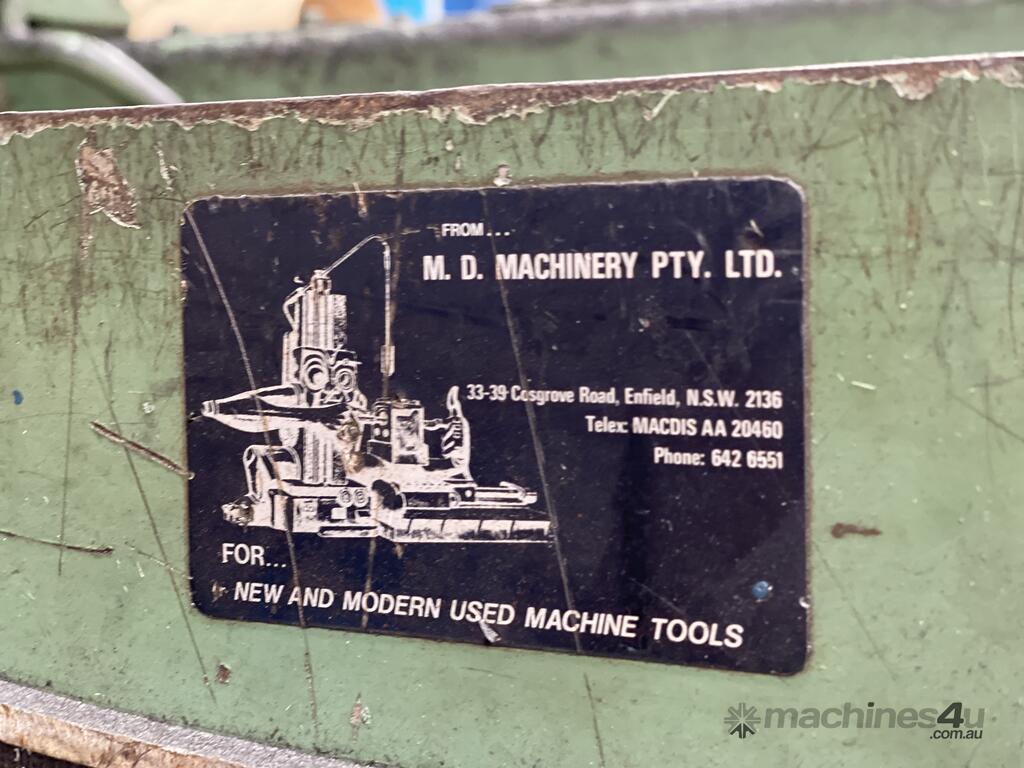 FROM...
M. D. MACHINERY PTY. LTD.
33-39 Cosgrove Road, Enfield, N.S.W. 2136
Telex: MACDIS AA 20460
Phone: 642 6551
FOR...
NEW AND MODERN USED MACHINE TOOLS
machines4u
.com.au